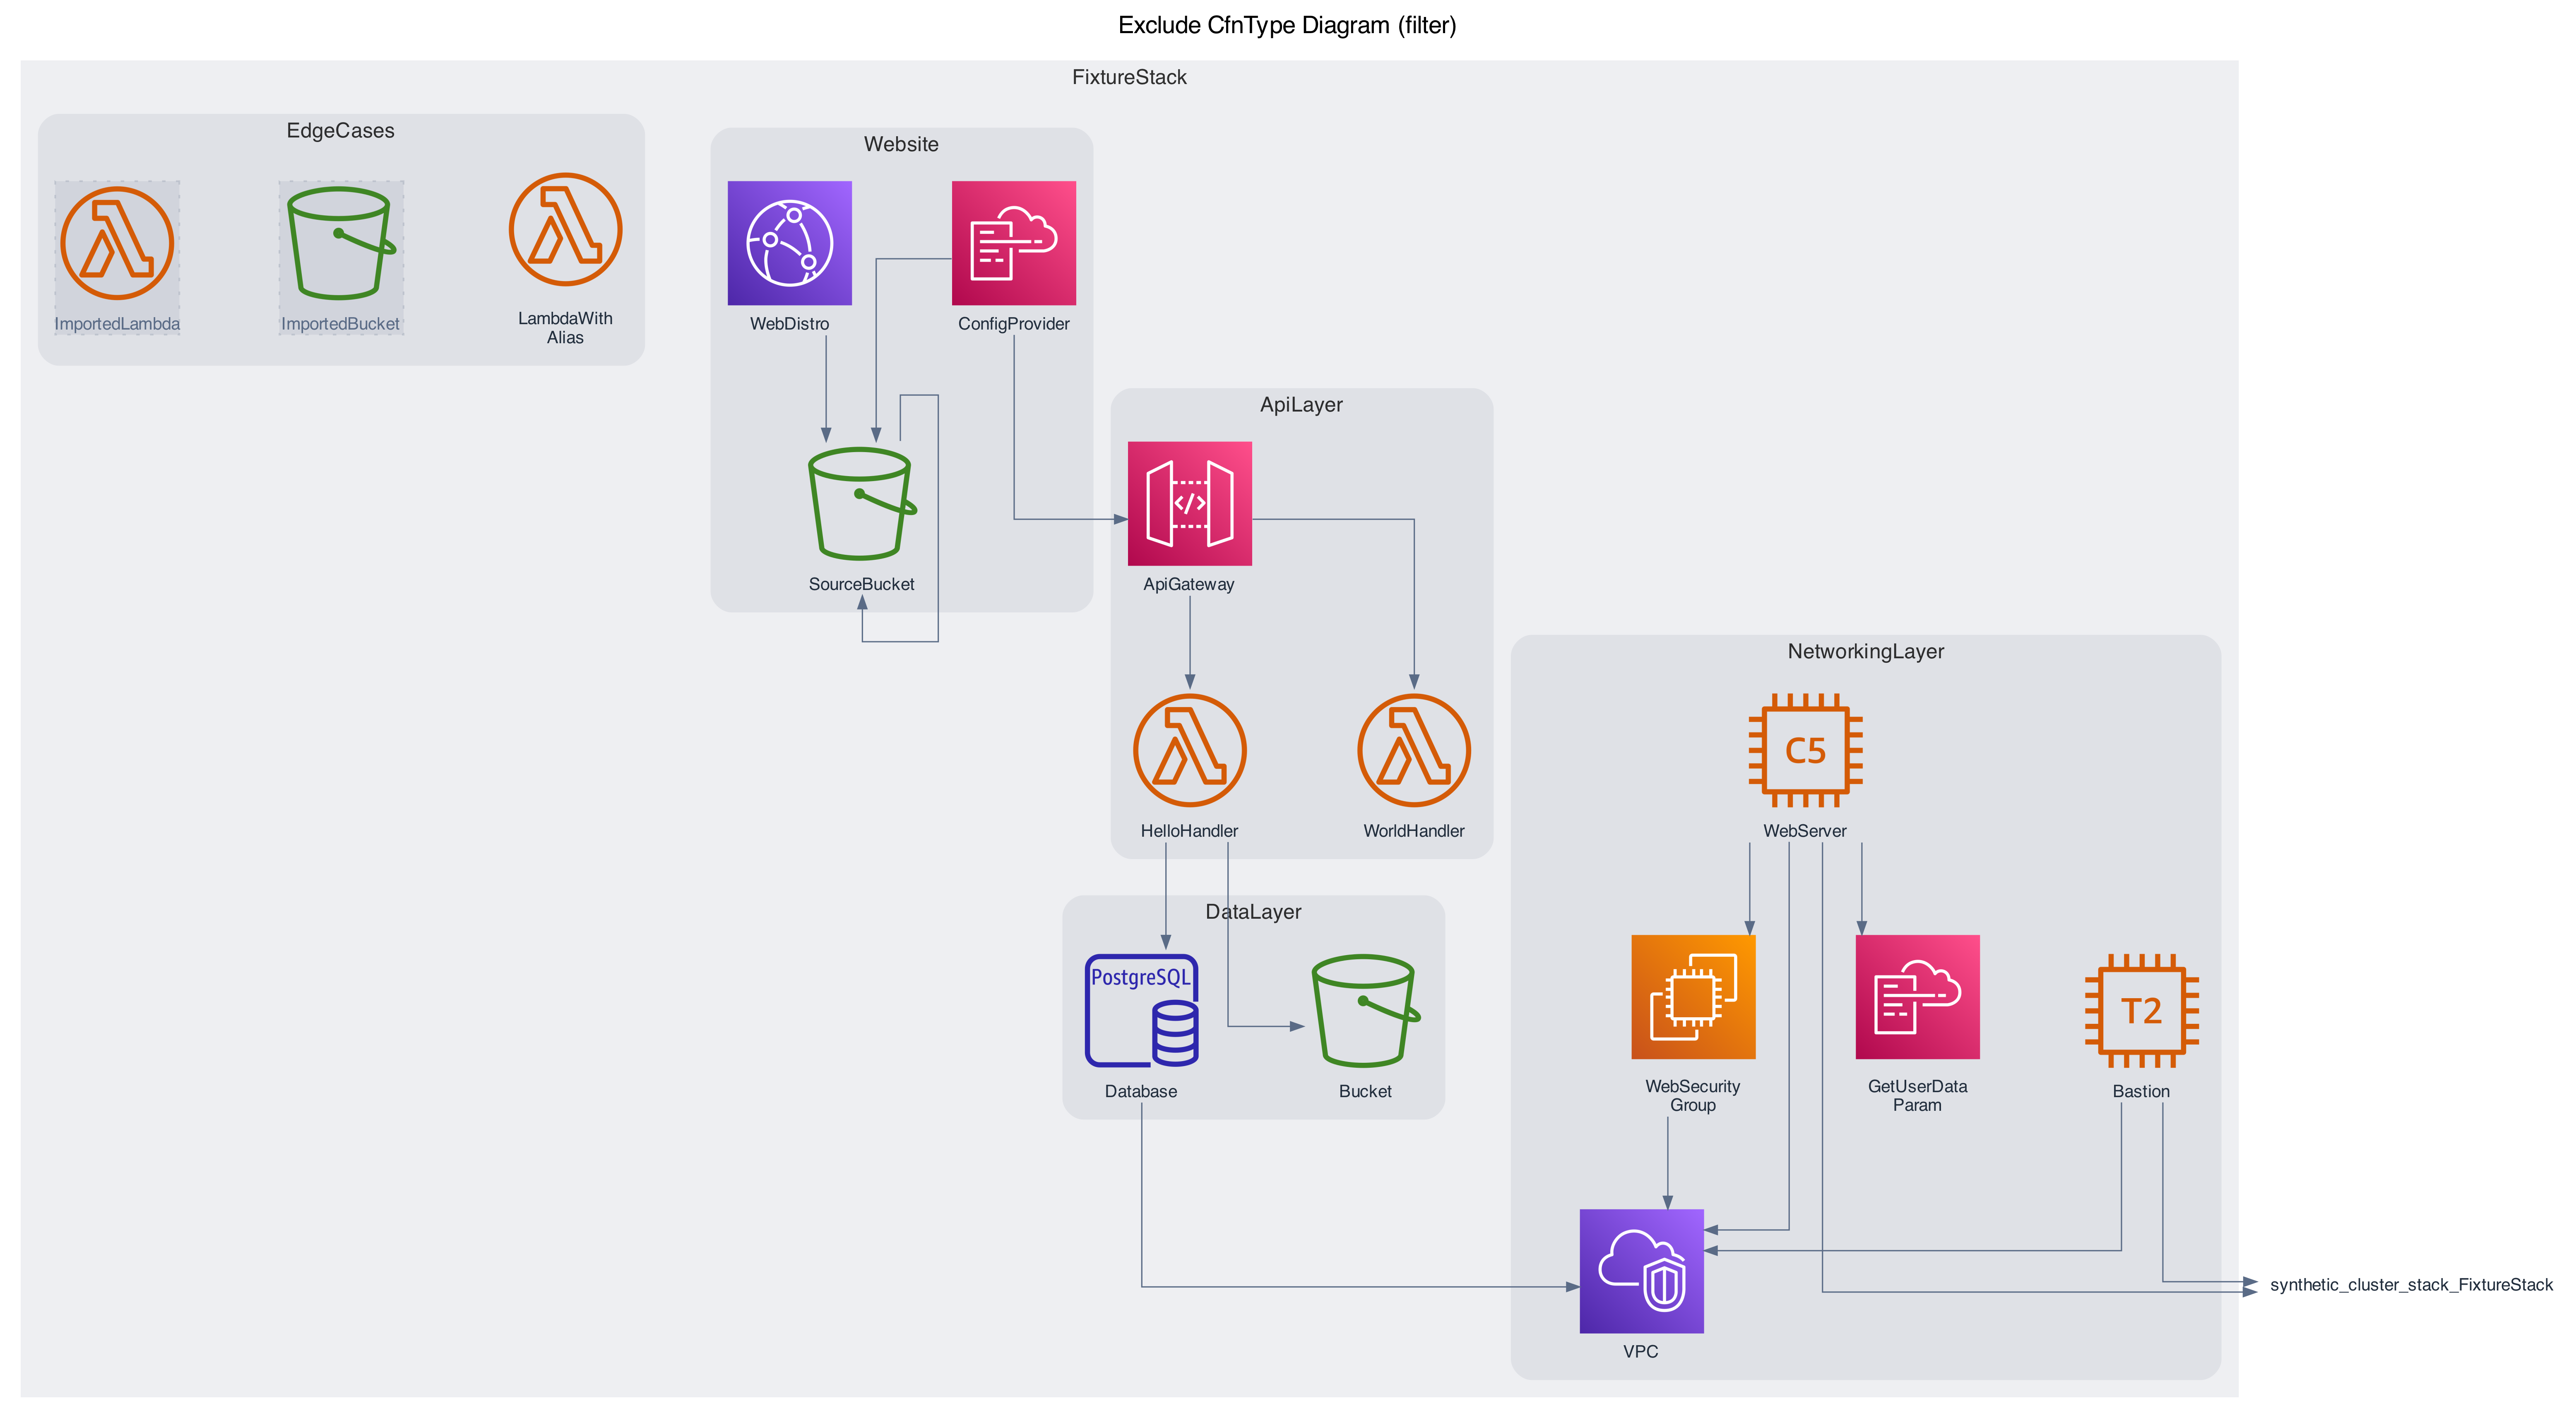 Exclude CfnType Diagram (filter)
FixtureStack
EdgeCases
ImportedLambda
ImportedBucket
LambdaWith
Alias
Website
WebDistro
ConfigProvider
SourceBucket
ApiLayer
ApiGateway
HelloHandler
WorldHandler
DataLayer
PostgreSQL
Database
Bucket
NetworkingLayer
C5
WebServer
WebSecurity
Group
GetUserData
Param
T2
Bastion
VPC
synthetic_cluster_stack_FixtureStack